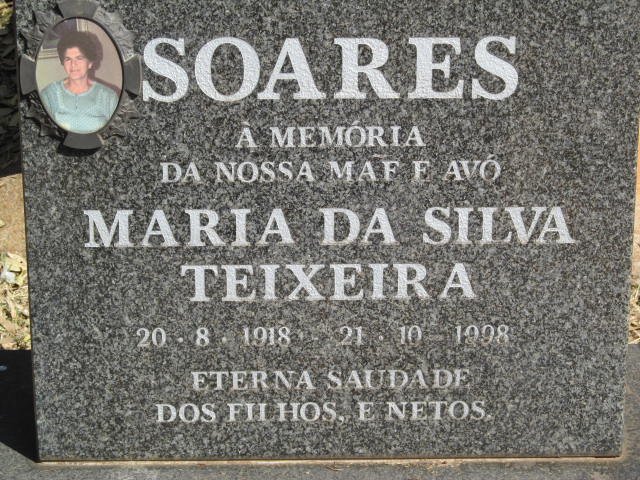 SOARES
À MEMÓRIA
DA NOSSA MÃE E AVÓ
MARIA DA SILVA
TEIXEIRA
20 · 8 · 1918 - 21 · 10 · 1998
ETERNA SAUDADE
DOS FILHOS, E NETOS.